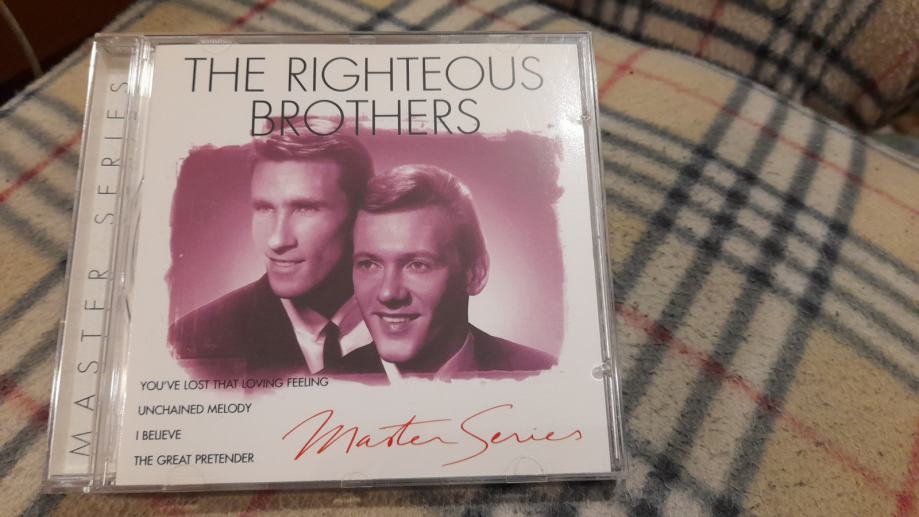 THE RIGHTEOUS
BROTHERS
MASTER SERIES
YOU'VE LOST THAT LOVING FEELING
UNCHAINED MELODY
I BELIEVE
THE GREAT PRETENDER
Master Series